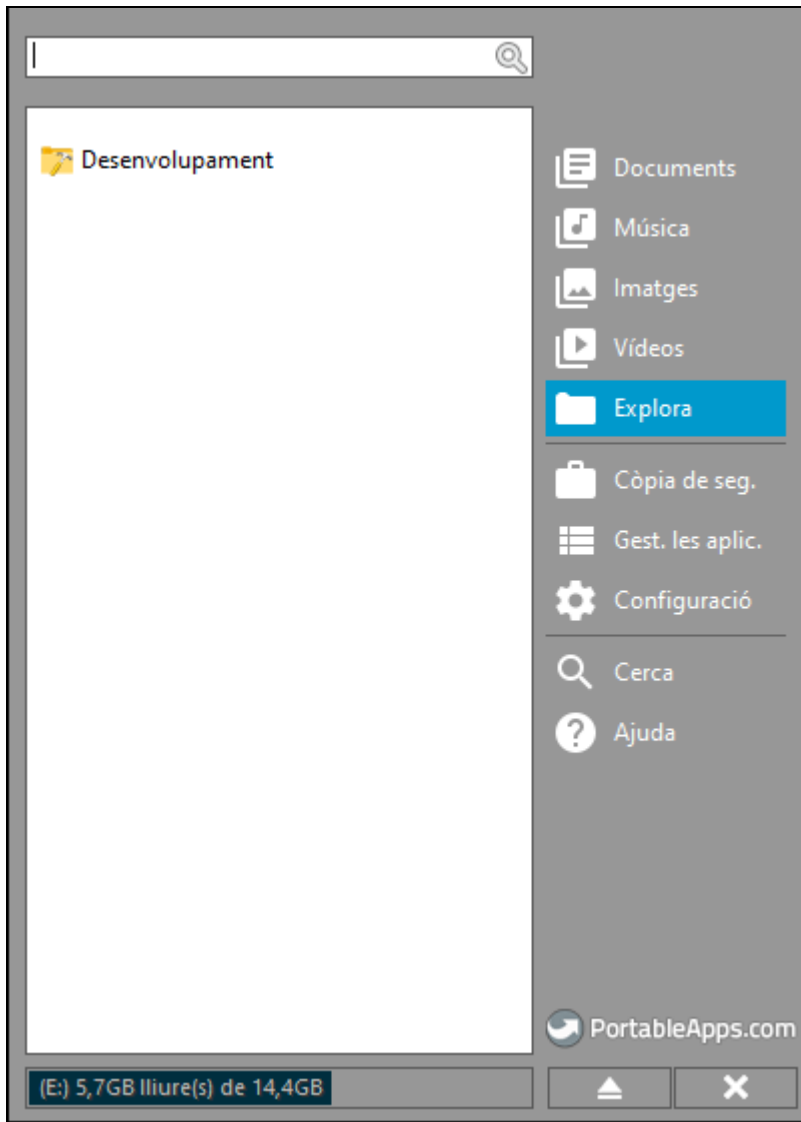 Desenvolupament
Documents
Música
Imatges
Vídeos
Explora
Còpia de seg.
Gest. les aplic.
Configuració
Cerca
Ajuda
PortableApps.com
(E:) 5,7GB lliure(s) de 14,4GB